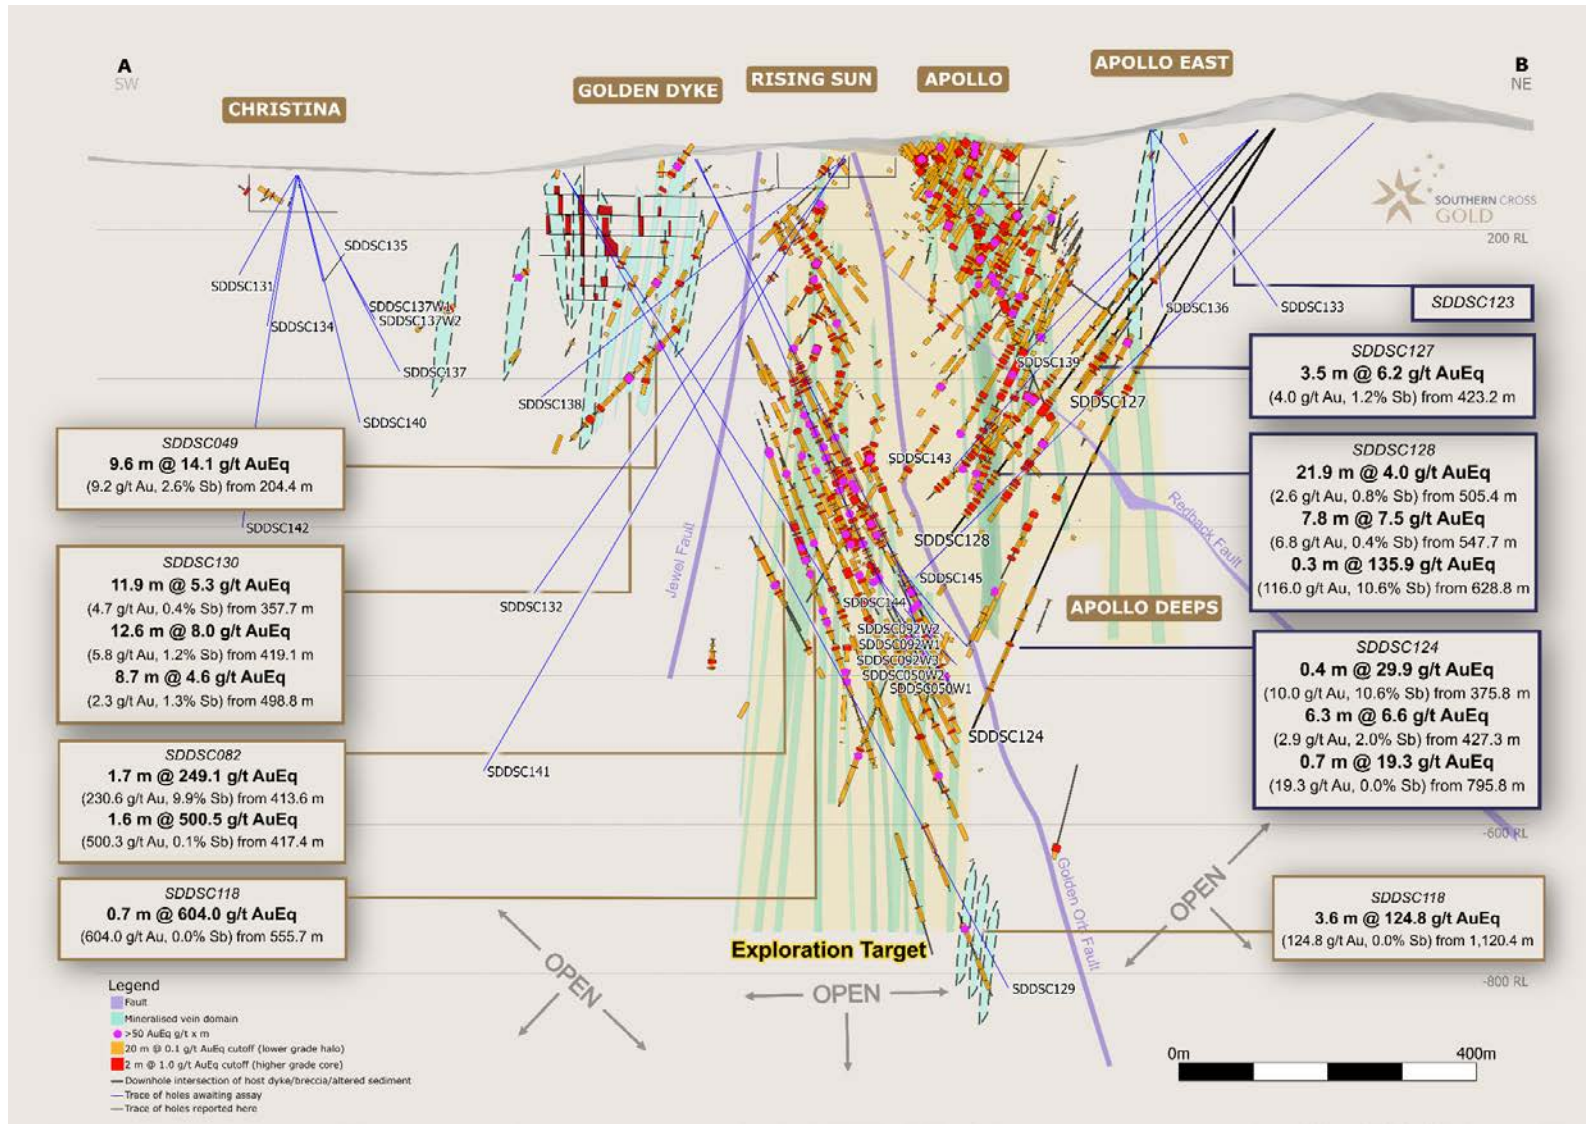 A
SW
CHRISTINA
GOLDEN DYKE
RISING SUN
APOLLO
APOLLO EAST
B
NE
SOUTHERN CROSS
GOLD
200 RL
SDDSC135
SDDSC131
SDDSC134
SDDSC137W1
SDDSC137W2
SDDSC137
SDDSC140
SDDSC138
SDDSC142
SDDSC132
SDDSC141
SDDSC139
SDDSC127
SDDSC143
SDDSC128
SDDSC145
SDDSC144
SDDSC092W2
SDDSC092W1
SDDSC092W3
SDDSC050W2
SDDSC050W1
SDDSC124
SDDSC136
SDDSC133
SDDSC129
Jewel Fault
Redback Fault
Golden Orb Fault
APOLLO DEEPS
SDDSC049
9.6 m @ 14.1 g/t AuEq
(9.2 g/t Au, 2.6% Sb) from 204.4 m
SDDSC130
11.9 m @ 5.3 g/t AuEq
(4.7 g/t Au, 0.4% Sb) from 357.7 m
12.6 m @ 8.0 g/t AuEq
(5.8 g/t Au, 1.2% Sb) from 419.1 m
8.7 m @ 4.6 g/t AuEq
(2.3 g/t Au, 1.3% Sb) from 498.8 m
SDDSC082
1.7 m @ 249.1 g/t AuEq
(230.6 g/t Au, 9.9% Sb) from 413.6 m
1.6 m @ 500.5 g/t AuEq
(500.3 g/t Au, 0.1% Sb) from 417.4 m
SDDSC118
0.7 m @ 604.0 g/t AuEq
(604.0 g/t Au, 0.0% Sb) from 555.7 m
SDDSC123
SDDSC127
3.5 m @ 6.2 g/t AuEq
(4.0 g/t Au, 1.2% Sb) from 423.2 m
SDDSC128
21.9 m @ 4.0 g/t AuEq
(2.6 g/t Au, 0.8% Sb) from 505.4 m
7.8 m @ 7.5 g/t AuEq
(6.8 g/t Au, 0.4% Sb) from 547.7 m
0.3 m @ 135.9 g/t AuEq
(116.0 g/t Au, 10.6% Sb) from 628.8 m
SDDSC124
0.4 m @ 29.9 g/t AuEq
(10.0 g/t Au, 10.6% Sb) from 375.8 m
6.3 m @ 6.6 g/t AuEq
(2.9 g/t Au, 2.0% Sb) from 427.3 m
0.7 m @ 19.3 g/t AuEq
(19.3 g/t Au, 0.0% Sb) from 795.8 m
-600 RL
SDDSC118
3.6 m @ 124.8 g/t AuEq
(124.8 g/t Au, 0.0% Sb) from 1,120.4 m
-800 RL
Exploration Target
OPEN
OPEN
OPEN
Legend
Fault
Mineralised vein domain
>50 AuEq g/t x m
20 m @ 0.1 g/t AuEq cutoff (lower grade halo)
2 m @ 1.0 g/t AuEq cutoff (higher grade core)
Downhole intersection of host dyke/breccia/altered sediment
Trace of holes awaiting assay
Trace of holes reported here
0m
400m